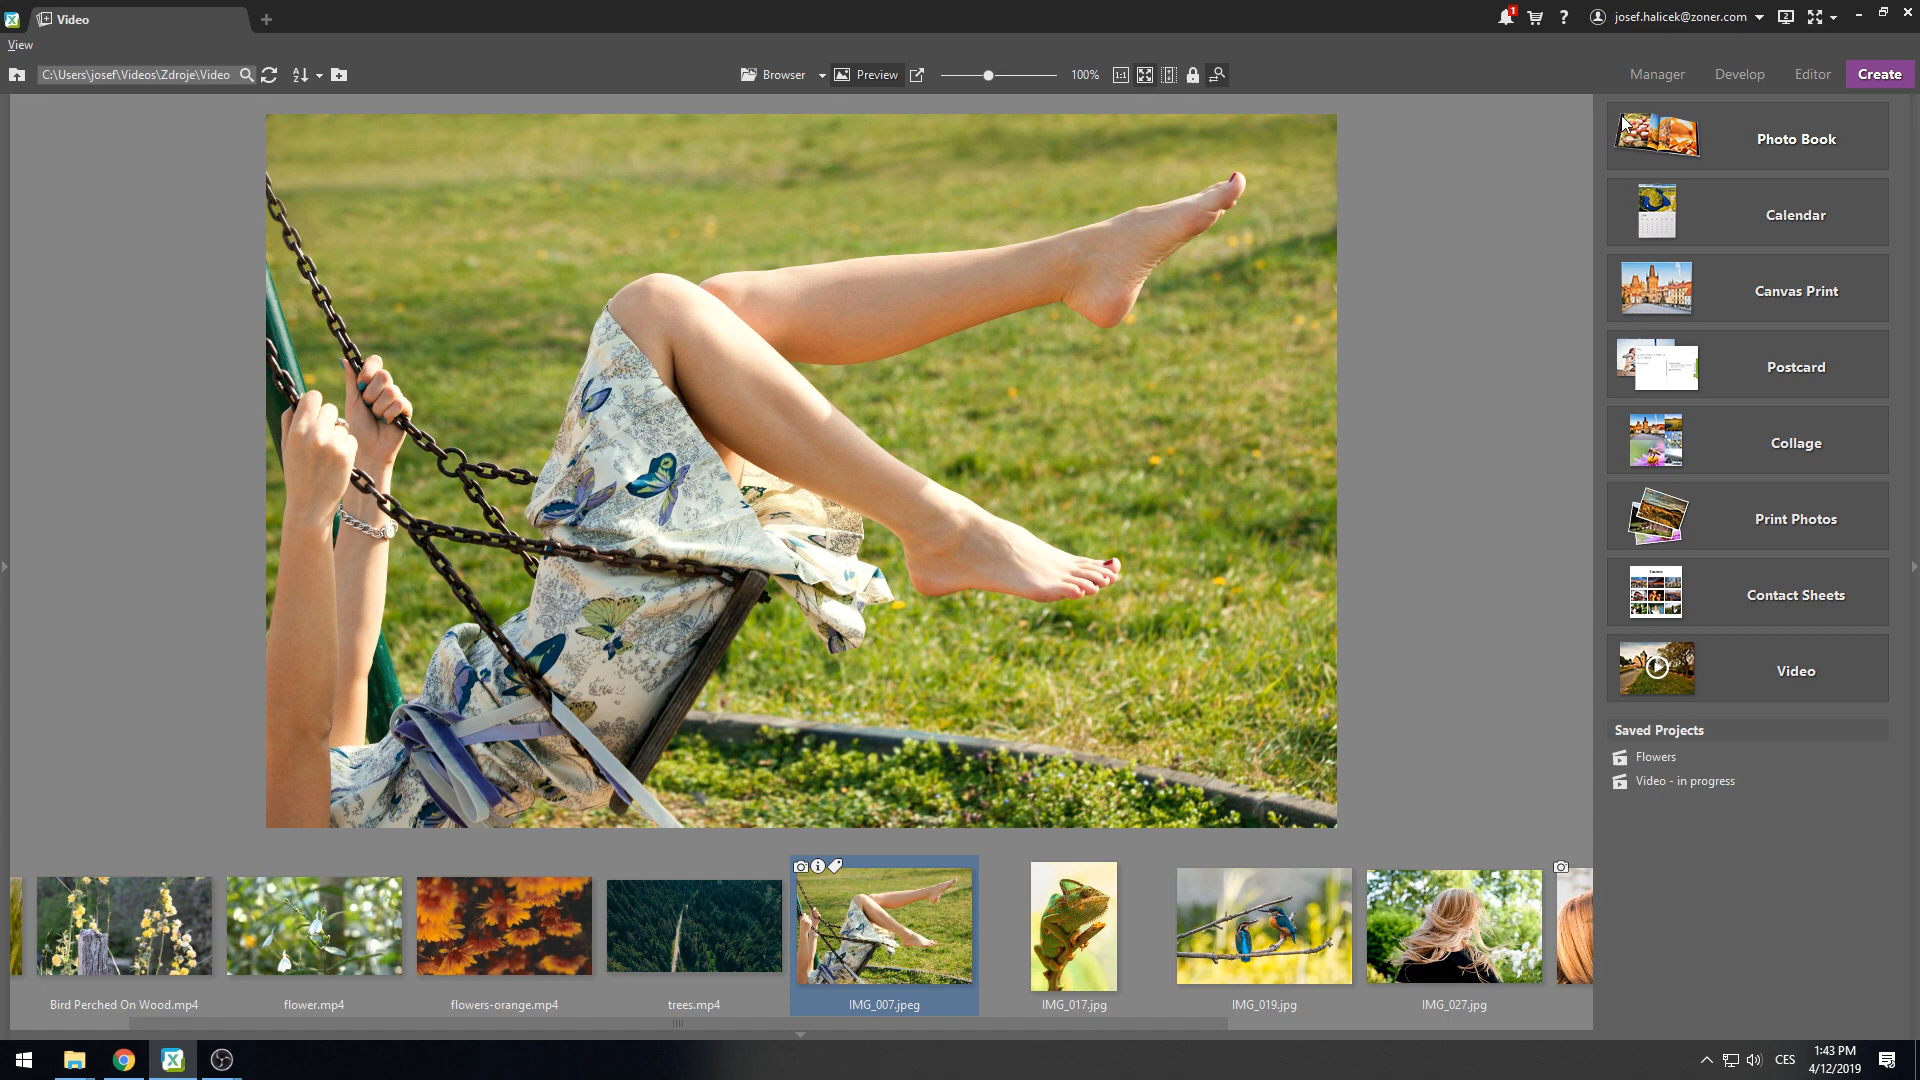 Video
josef.halicek@zoner.com
View
C:\Users\josef\Videos\Zdroje\Video
Browser
Preview
100%
1:1
Manager
Develop
Editor
Create
Photo Book
Calendar
Canvas Print
Postcard
Collage
Print Photos
Contact Sheets
Video
Saved Projects
Flowers
Video - in progress
Bird Perched On Wood.mp4
flower.mp4
flowers-orange.mp4
trees.mp4
IMG_007.jpeg
IMG_017.jpg
IMG_019.jpg
IMG_027.jpg
CES
1:43 PM
4/12/2019